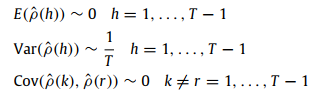 E(ρ̂(h)) ∼ 0 h = 1, . . . , T − 1
Var(ρ̂(h)) ∼ 1/T h = 1, . . . , T − 1
Cov(ρ̂(k), ρ̂(r)) ∼ 0 k ≠ r = 1, . . . , T − 1